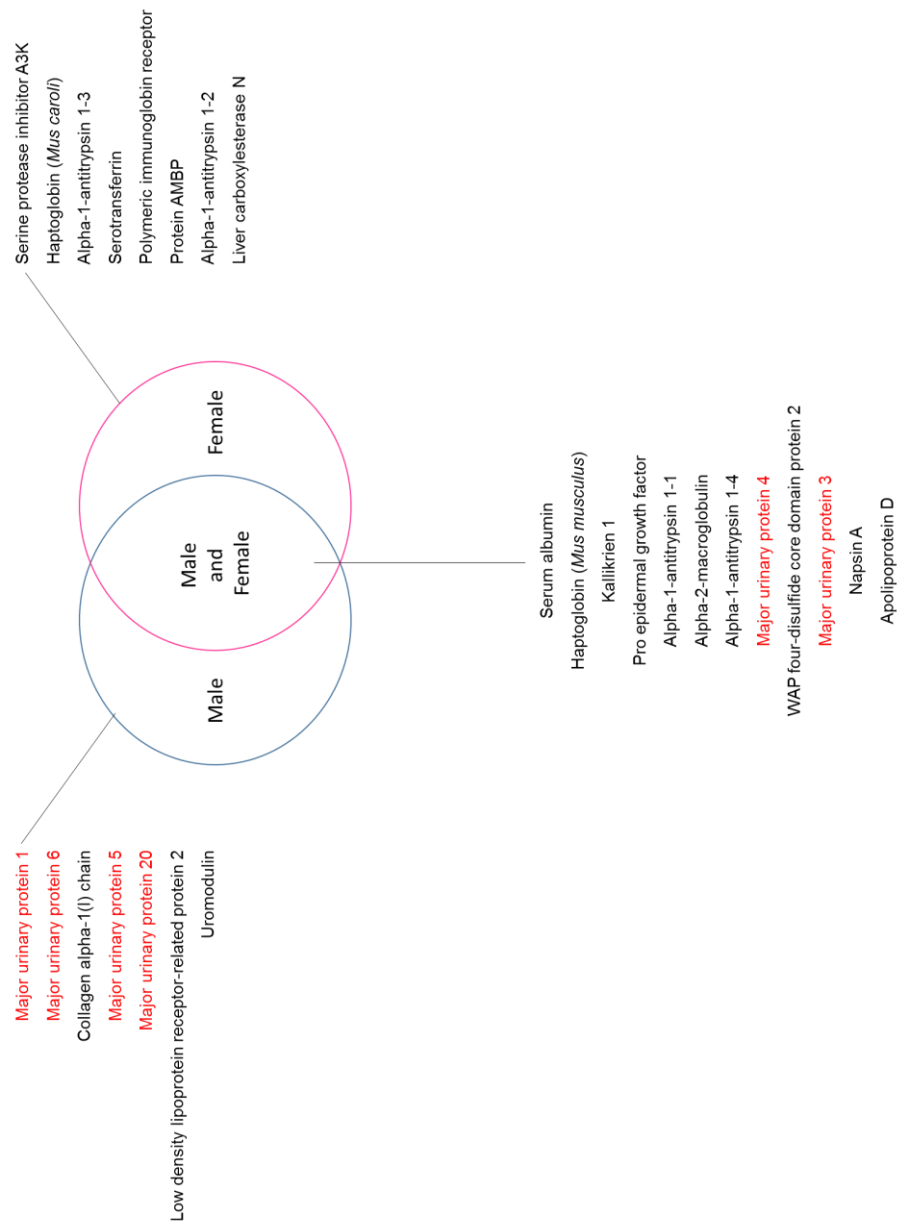 Major urinary protein 1
Major urinary protein 6
Collagen alpha-1(I) chain
Major urinary protein 5
Major urinary protein 20
Low density lipoprotein receptor-related protein 2
Uromodulin
Male
Male
and
Female
Female
Serine protease inhibitor A3K
Haptoglobin (Mus caroli)
Alpha-1-antitrypsin 1-3
Serotransferrin
Polymeric immunoglobin receptor
Protein AMBP
Alpha-1-antitrypsin 1-2
Liver carboxylesterase N
Serum albumin
Haptoglobin (Mus musculus)
Kallikrien 1
Pro epidermal growth factor
Alpha-1-antitrypsin 1-1
Alpha-2-macroglobulin
Alpha-1-antitrypsin 1-4
Major urinary protein 4
WAP four-disulfide core domain protein 2
Major urinary protein 3
Napsin A
Apolipoprotein D